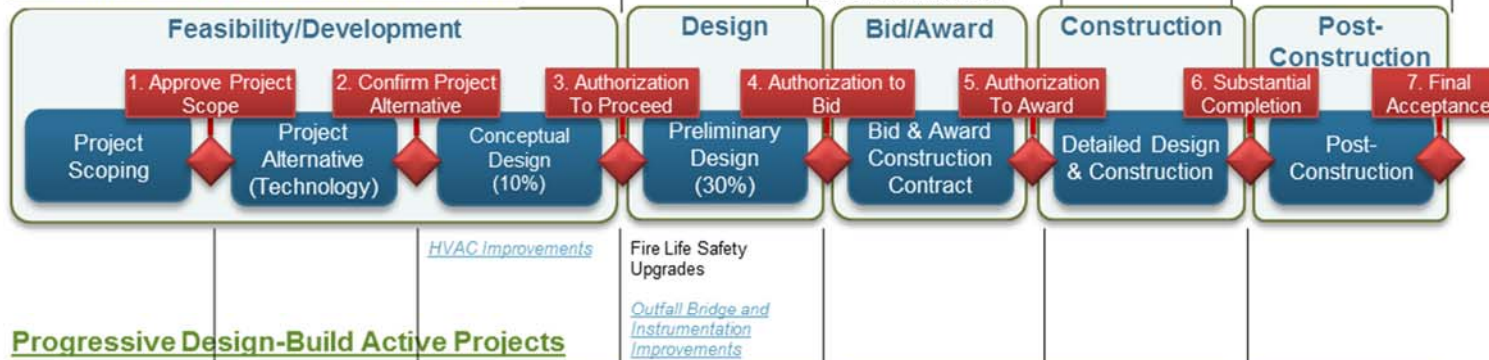 Feasibility/Development
Design
Bid/Award
Construction
Post-
Construction
1. Approve Project
Scope
2. Confirm Project
Alternative
3. Authorization
To Proceed
4. Authorization to
Bid
5. Authorization
To Award
6. Substantial
Completion
7. Final
Acceptance
Project
Scoping
Project
Alternative
(Technology)
Conceptual
Design
(10%)
Preliminary
Design
(30%)
Bid & Award
Construction
Contract
Detailed Design
& Construction
Post-
Construction
HVAC Improvements
Fire Life Safety
Upgrades
Outfall Bridge and
Instrumentation
Improvements
Progressive Design-Build Active Projects